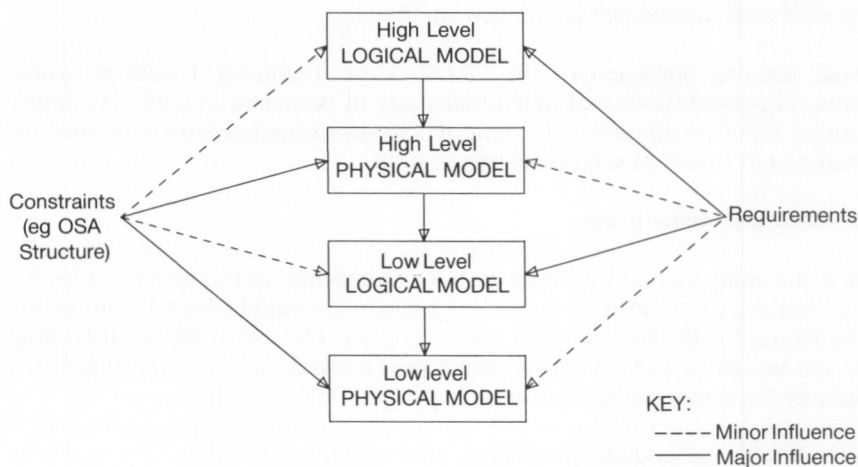 High Level
LOGICAL MODEL
High Level
PHYSICAL MODEL
Constraints
(eg OSA
Structure)
Requirements
Low Level
LOGICAL MODEL
Low level
PHYSICAL MODEL
KEY:
Minor Influence
Major Influence